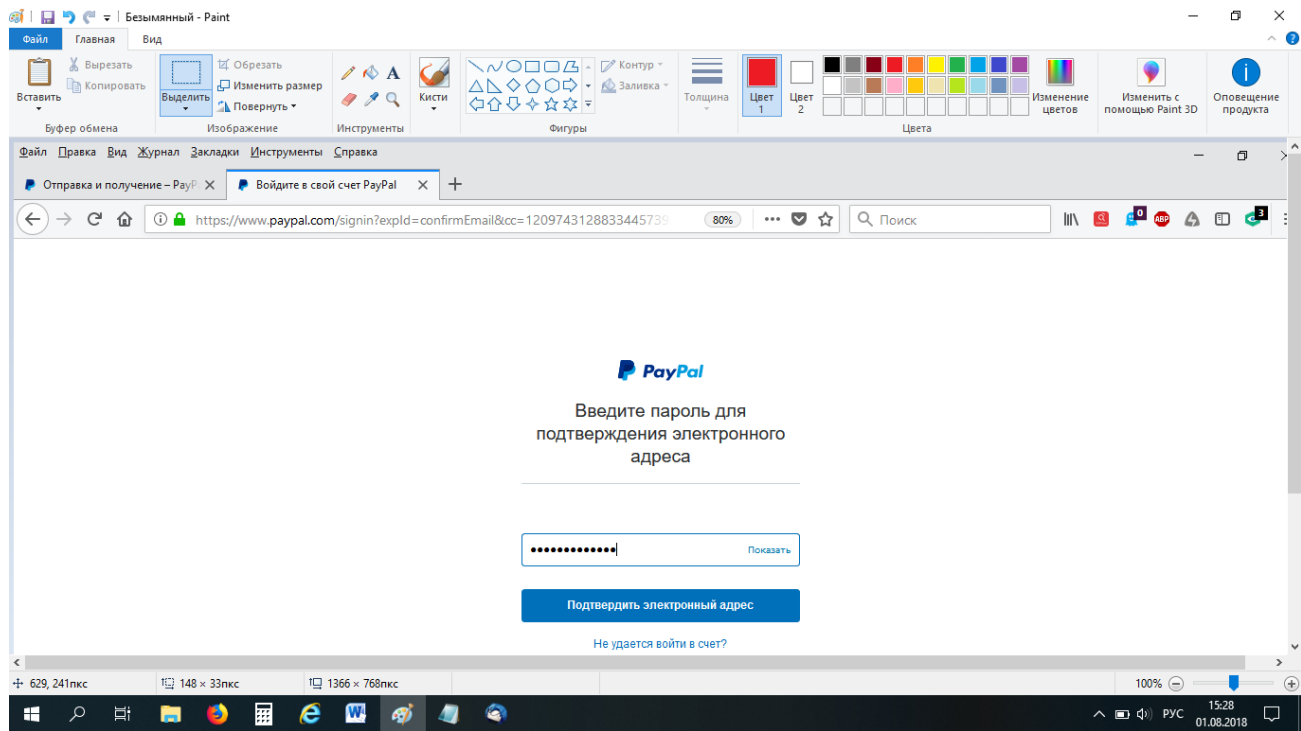 Безымянный - Paint
Файл Главная Вид
Вставить
Вырезать
Копировать
Буфер обмена
Выделить
Обрезать
Изменить размер
Повернуть
Изображение
A
Инструменты
Кисти
Контур
Заливка
Фигуры
Толщина
Цвет 1
Цвет 2
Изменение цветов
Цвета
Изменить с помощью Paint 3D
Оповещение продукта
Файл Правка Вид Журнал Закладки Инструменты Справка
Отправка и получение – PayP
Войдите в свой счет PayPal
https://www.paypal.com/signin?expId=confirmEmail&cc=1209743128833445739
80%
Поиск
0
ABP
3
PayPal
Введите пароль для
подтверждения электронного
адреса
Показать
Подтвердить электронный адрес
Не удается войти в счет?
629, 241пкс
148 × 33пкс
1366 × 768пкс
100%
РУС
15:28
01.08.2018